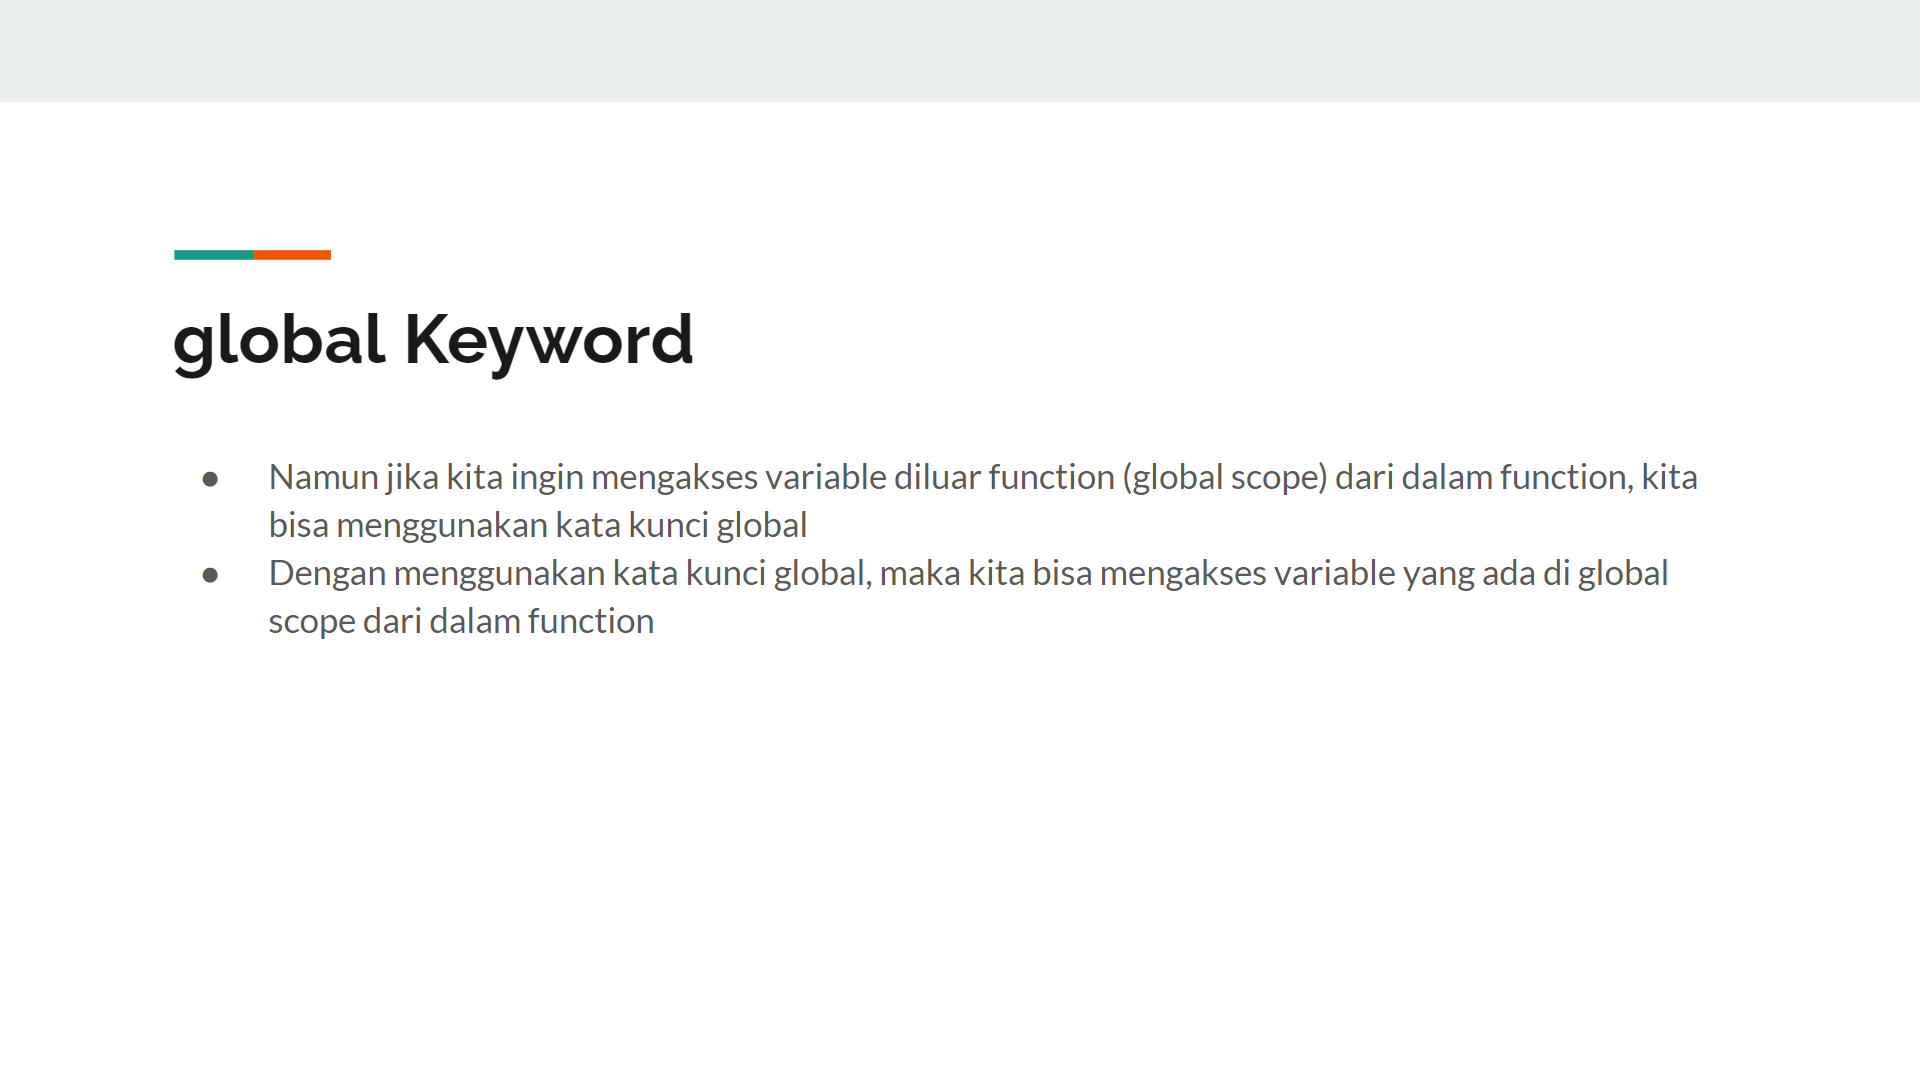 global Keyword
● Namun jika kita ingin mengakses variable diluar function (global scope) dari dalam function, kita
bisa menggunakan kata kunci global
● Dengan menggunakan kata kunci global, maka kita bisa mengakses variable yang ada di global
scope dari dalam function